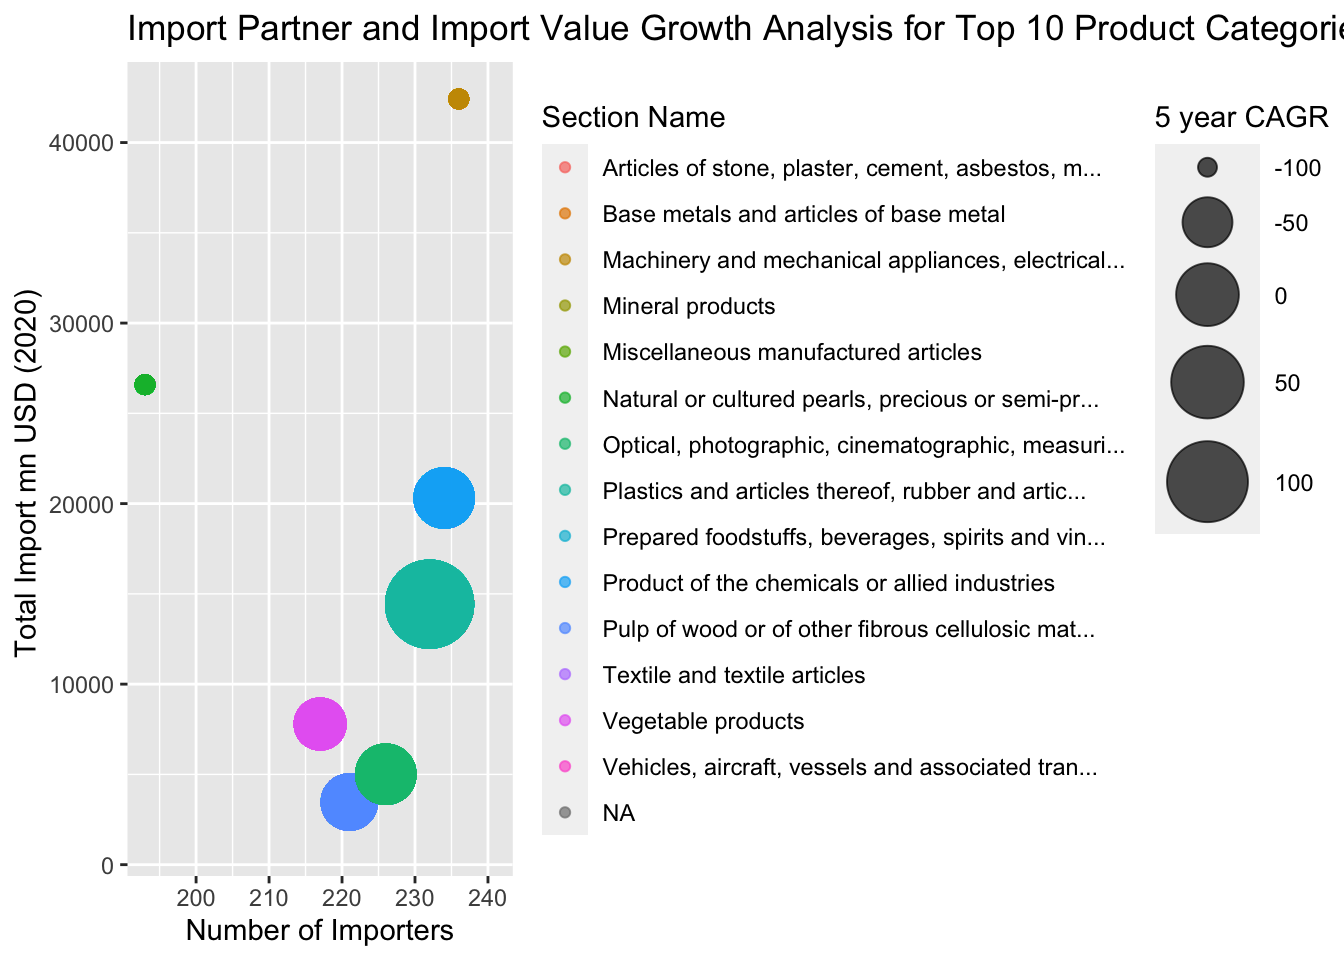 Import Partner and Import Value Growth Analysis for Top 10 Product Categorie
Total Import mn USD (2020)
40000
30000
20000
10000
0
200 210 220 230 240
Number of Importers
Section Name
Articles of stone, plaster, cement, asbestos, m...
Base metals and articles of base metal
Machinery and mechanical appliances, electrical...
Mineral products
Miscellaneous manufactured articles
Natural or cultured pearls, precious or semi-pr...
Optical, photographic, cinematographic, measuri...
Plastics and articles thereof, rubber and artic...
Prepared foodstuffs, beverages, spirits and vin...
Product of the chemicals or allied industries
Pulp of wood or of other fibrous cellulosic mat...
Textile and textile articles
Vegetable products
Vehicles, aircraft, vessels and associated tran...
NA
5 year CAGR
-100
-50
0
50
100